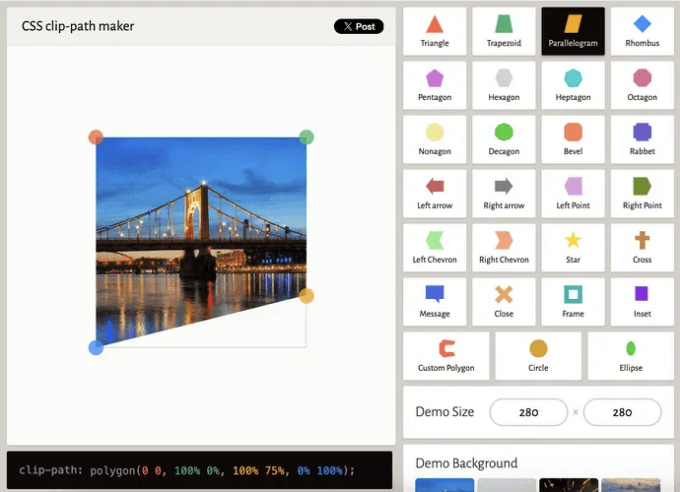 CSS clip-path maker
X Post
Triangle
Trapezoid
Parallelogram
Rhombus
Pentagon
Hexagon
Heptagon
Octagon
Nonagon
Decagon
Bevel
Rabbet
Left arrow
Right arrow
Left Point
Right Point
Left Chevron
Right Chevron
Star
Cross
Message
Close
Frame
Inset
Custom Polygon
Circle
Ellipse
Demo Size
280 × 280
Demo Background
clip-path: polygon(0 0, 100% 0%, 100% 75%, 0% 100%);